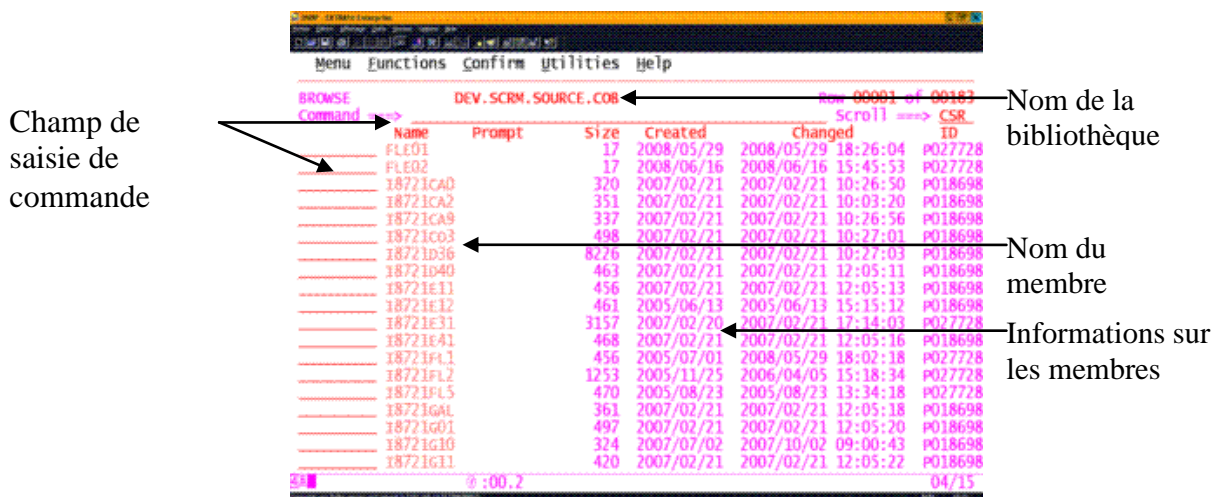 Menu Functions Confirm Utilities Help
BROWSE DEV.SCRM.SOURCE.COB Row 00001 of 00183
Command ===> Scroll ===> CSR
Name Prompt Size Created Changed ID
FLE01 17 2008/05/29 2008/05/29 18:26:04 P027728
FLE02 17 2008/06/16 2008/06/16 15:45:53 P027728
I8721CA0 320 2007/02/21 2007/02/21 10:26:50 P018698
I8721CA2 351 2007/02/21 2007/02/21 10:03:20 P018698
I8721CA9 337 2007/02/21 2007/02/21 10:26:56 P018698
I8721CO3 498 2007/02/21 2007/02/21 10:27:01 P018698
I8721D36 8226 2007/02/21 2007/02/21 10:27:03 P018698
I8721D40 463 2007/02/21 2007/02/21 12:05:11 P018698
I8721E11 456 2007/02/21 2007/02/21 12:05:13 P018698
I8721E12 461 2005/06/13 2005/06/13 15:15:12 P018698
I8721E31 3157 2007/02/20 2007/02/21 17:14:03 P027728
I8721E41 468 2007/02/21 2007/02/21 12:05:16 P018698
I8721FL1 456 2005/07/01 2008/05/29 18:02:18 P027728
I8721FL2 1253 2005/11/25 2006/04/05 15:18:34 P027728
I8721FL5 470 2005/08/23 2005/08/23 13:34:18 P027728
I8721GAL 361 2007/02/21 2007/02/21 12:05:18 P018698
I8721G01 497 2007/02/21 2007/02/21 12:05:20 P018698
I8721G10 324 2007/07/02 2007/10/02 09:00:43 P018698
I8721G11 420 2007/02/21 2007/02/21 12:05:22 P018698
:00.2 04/15
Champ de
saisie de
commande
Nom de la
bibliothèque
Nom du
membre
Informations sur
les membres